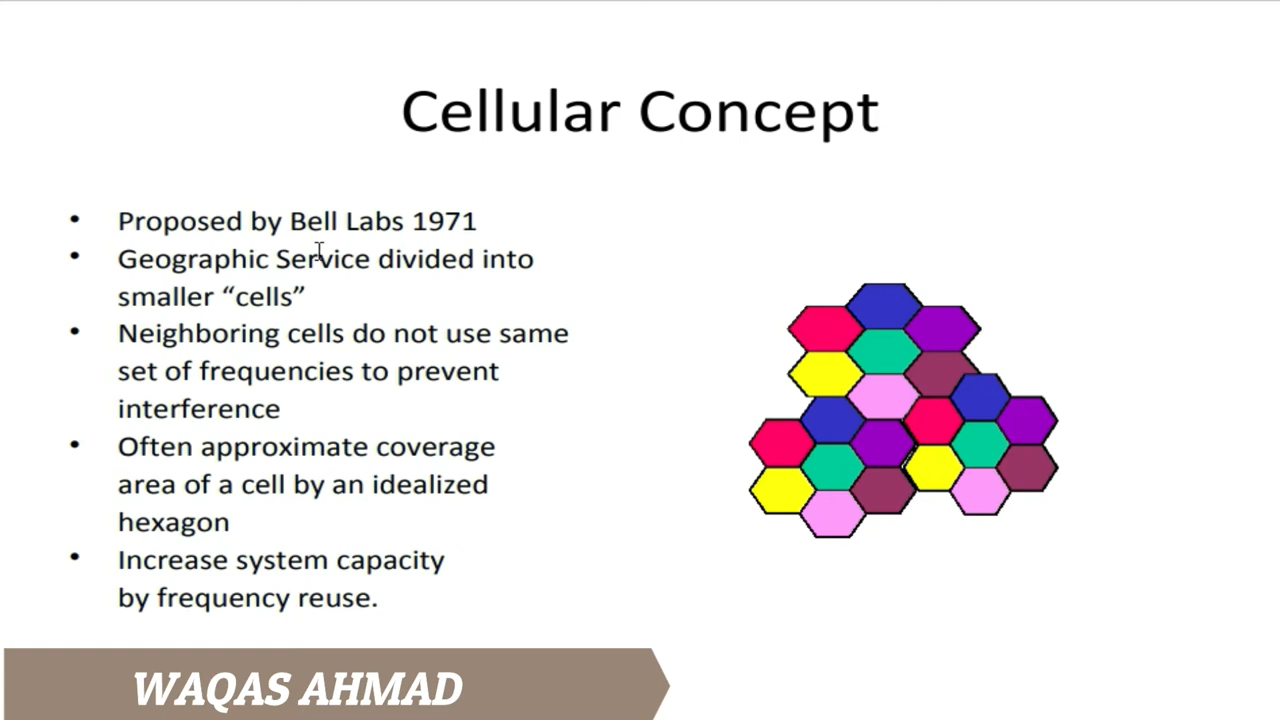 Cellular Concept
• Proposed by Bell Labs 1971
• Geographic Service divided into
smaller “cells”
• Neighboring cells do not use same
set of frequencies to prevent
interference
• Often approximate coverage
area of a cell by an idealized
hexagon
• Increase system capacity
by frequency reuse.
WAQAS AHMAD